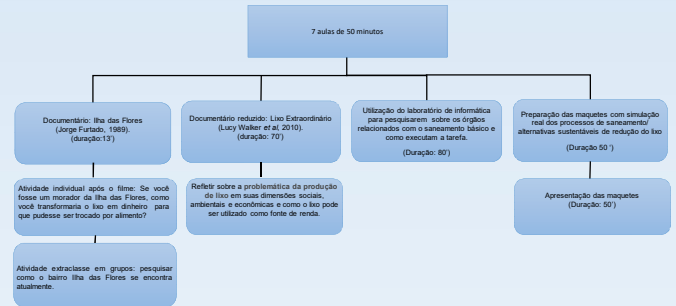 7 aulas de 50 minutos
Documentário: Ilha das Flores
(Jorge Furtado, 1989).
(duração:13’)
Documentário reduzido: Lixo Extraordinário
(Lucy Walker et al, 2010).
(duração: 70’)
Utilização do laboratório de informática
para pesquisarem sobre os órgãos
relacionados com o saneamento básico e
como executam a tarefa.
(Duração: 80’)
Preparação das maquetes com simulação
real dos processos de saneamento/
alternativas sustentáveis de redução do lixo
(Duração 50 ’)
Atividade individual após o filme: Se você
fosse um morador da Ilha das Flores, como
você transformaria o lixo em dinheiro para
que pudesse ser trocado por alimento?
Refletir sobre a problemática da produção
de lixo em suas dimensões sociais,
ambientais e econômicas e como o lixo pode
ser utilizado como fonte de renda.
Apresentação das maquetes
(Duração: 50’)
Atividade extraclasse em grupos: pesquisar
como o bairro Ilha das Flores se encontra
atualmente.